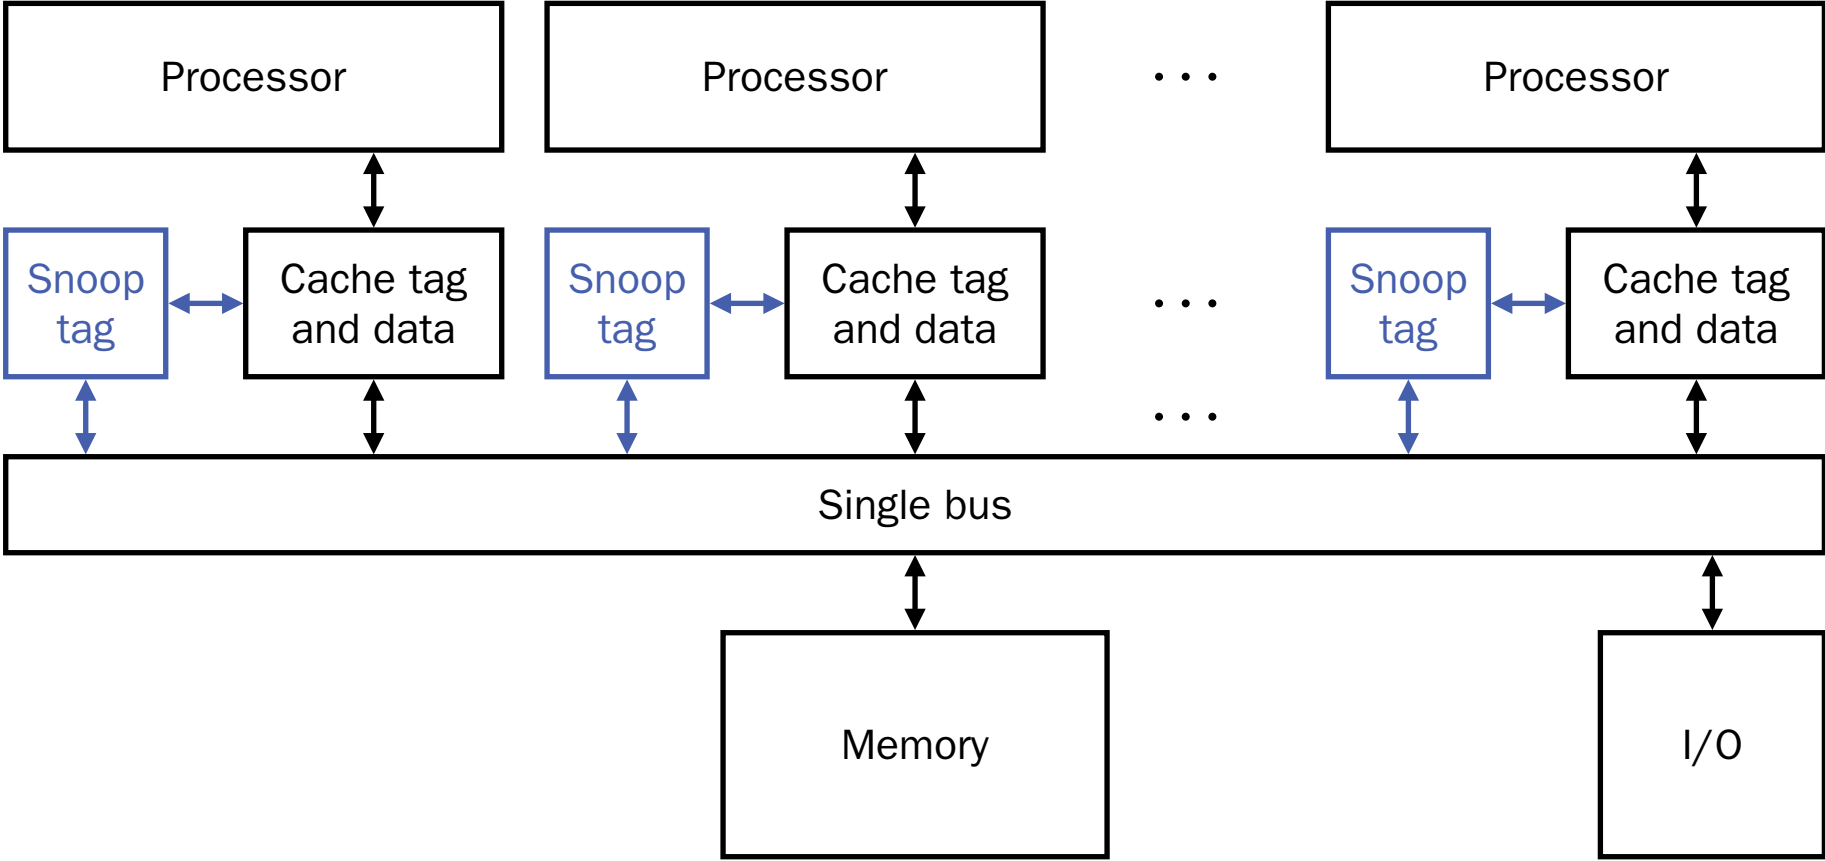 Processor
Processor
...
Processor
Snoop
tag
Cache tag
and data
Snoop
tag
Cache tag
and data
...
Snoop
tag
Cache tag
and data
...
Single bus
Memory
I/O